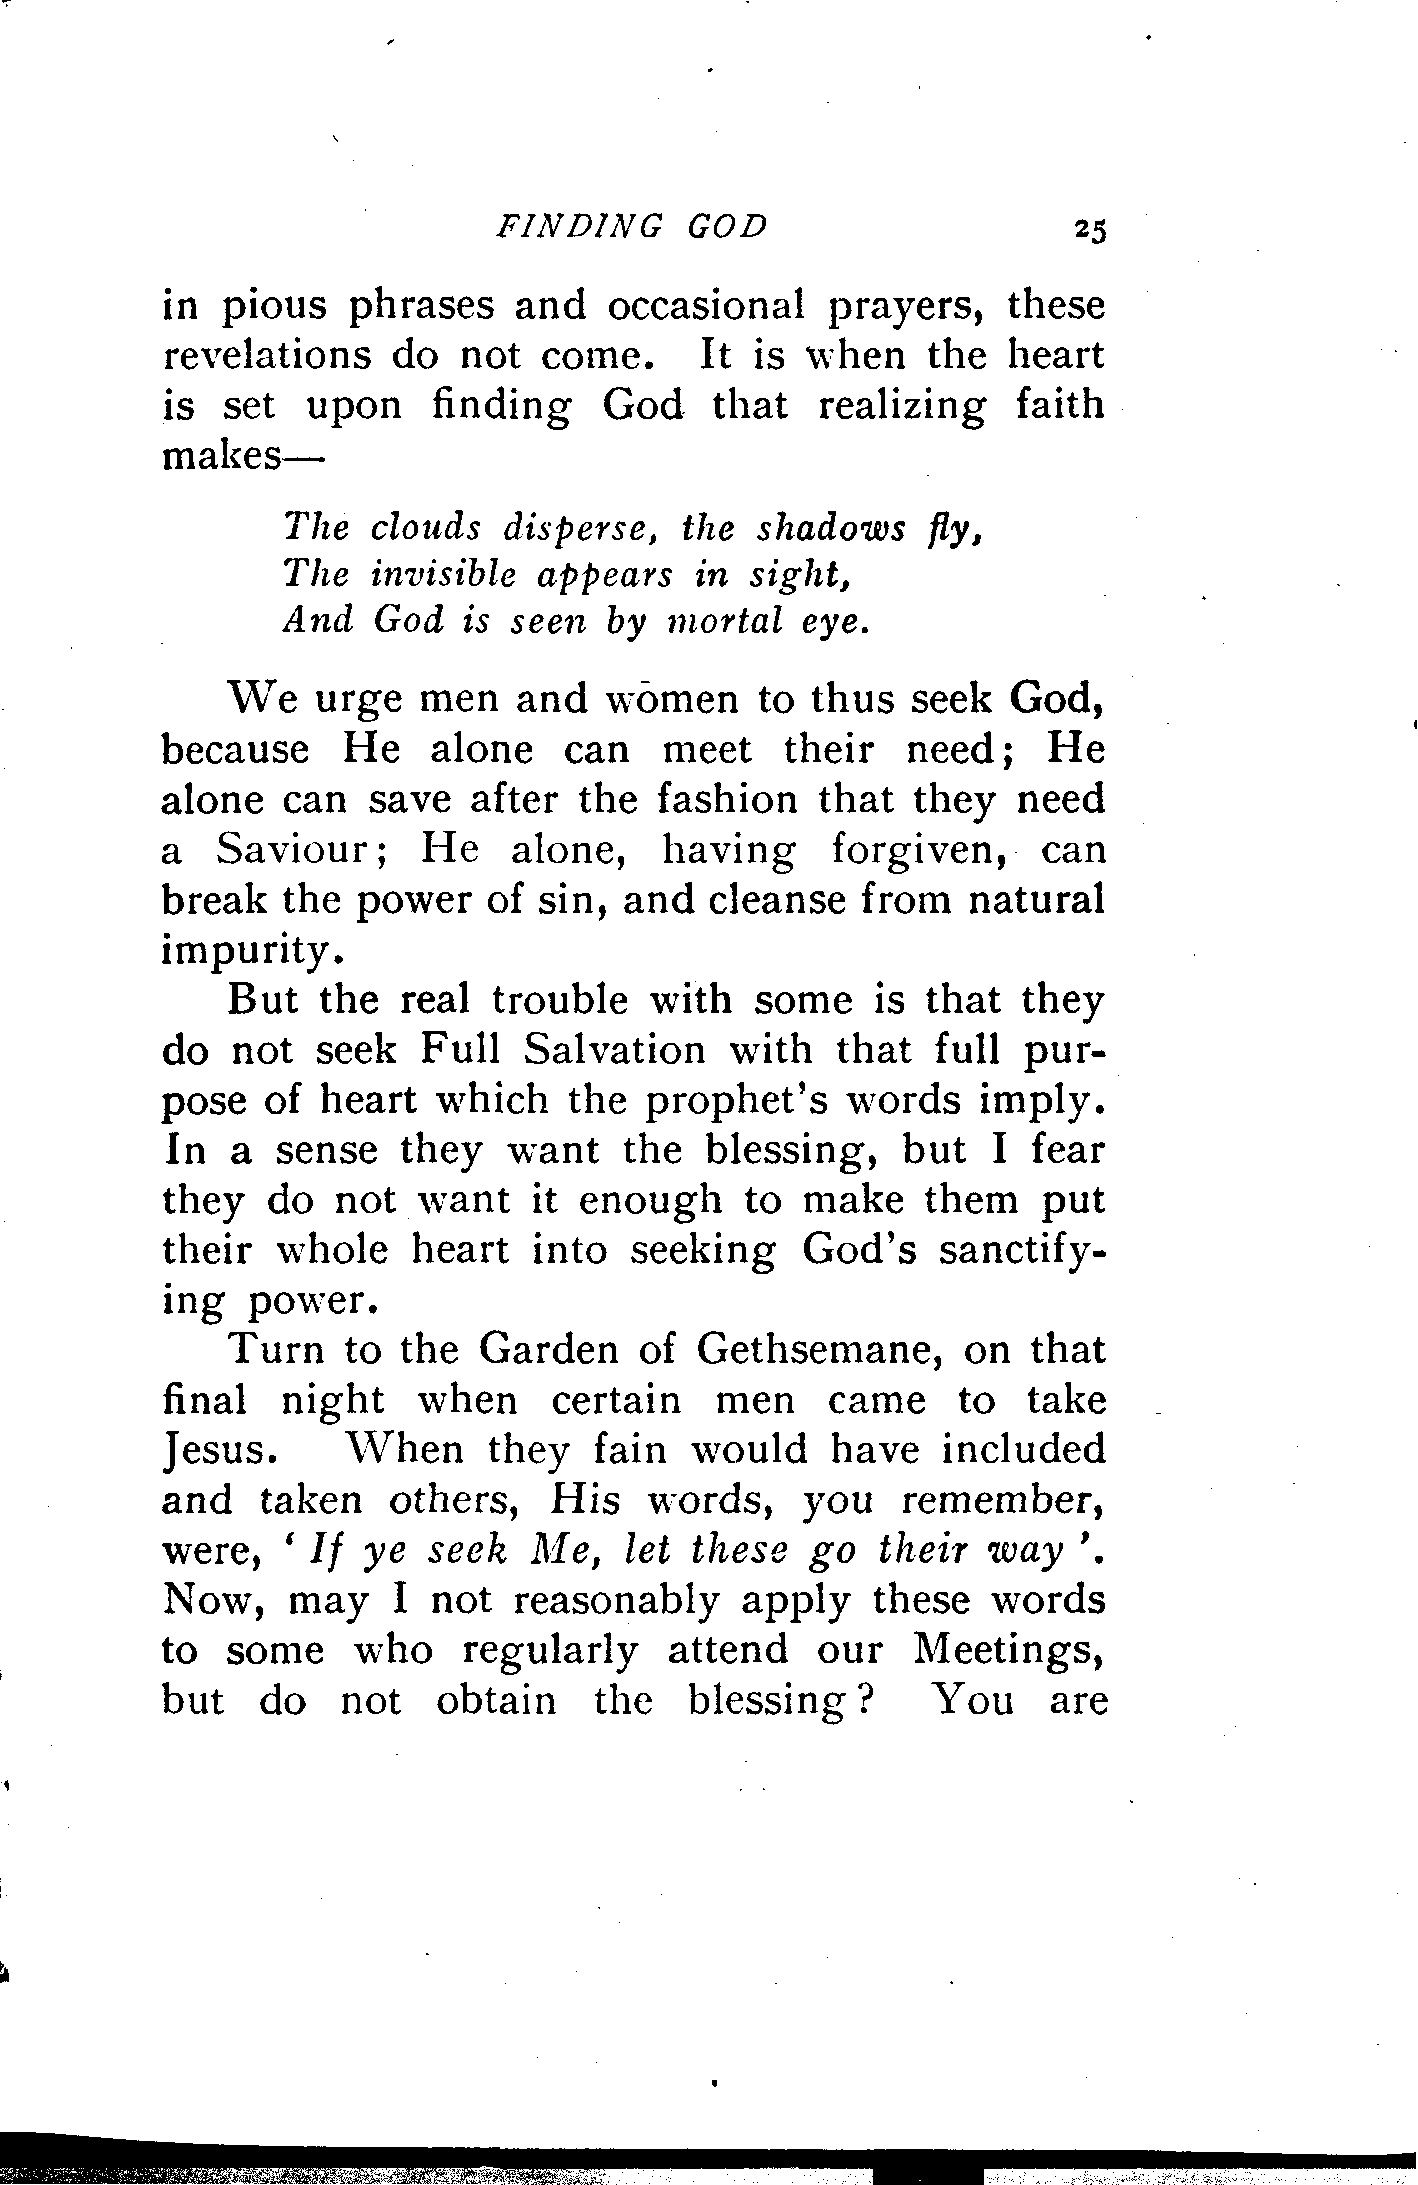 FINDING GOD 25
in pious phrases and occasional prayers, these
revelations do not come. It is when the heart
is set upon finding God that realizing faith
makes—
The clouds disperse, the shadows fly,
The invisible appears in sight,
And God is seen by mortal eye.
We urge men and women to thus seek God,
because He alone can meet their need; He
alone can save after the fashion that they need
a Saviour; He alone, having forgiven, can
break the power of sin, and cleanse from natural
impurity.
But the real trouble with some is that they
do not seek Full Salvation with that full pur-
pose of heart which the prophet's words imply.
In a sense they want the blessing, but I fear
they do not want it enough to make them put
their whole heart into seeking God's sanctify-
ing power.
Turn to the Garden of Gethsemane, on that
final night when certain men came to take
Jesus. When they fain would have included
and taken others, His words, you remember,
were, ‘ If ye seek Me, let these go their way ’.
Now, may I not reasonably apply these words
to some who regularly attend our Meetings,
but do not obtain the blessing? You are